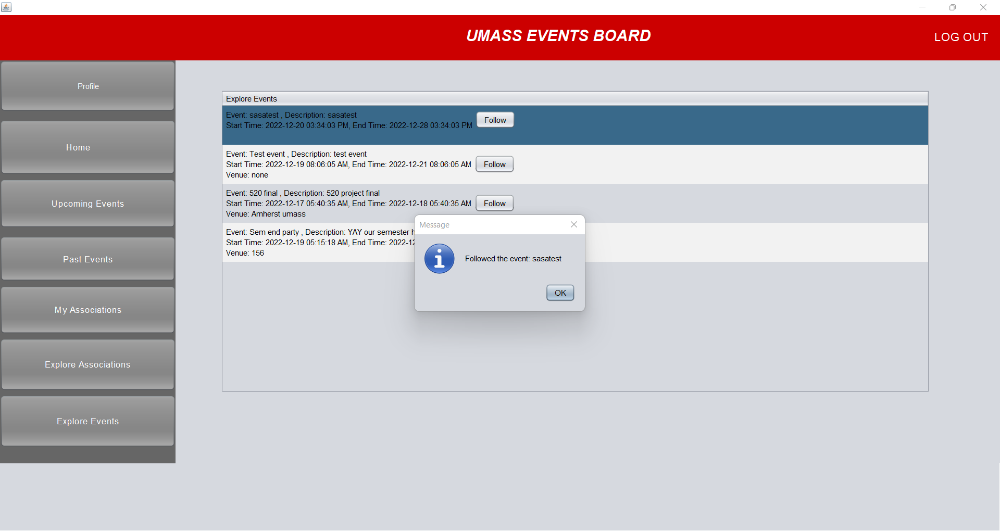 UMASS EVENTS BOARD
LOG OUT
Profile
Home
Upcoming Events
Past Events
My Associations
Explore Associations
Explore Events
Explore Events
Event: sasatest , Description: sasatest
Start Time: 2022-12-20 03:34:03 PM, End Time: 2022-12-28 03:34:03 PM
Follow
Event: Test event , Description: test event
Start Time: 2022-12-19 08:06:05 AM, End Time: 2022-12-21 08:06:05 AM
Venue: none
Follow
Event: 520 final , Description: 520 project final
Start Time: 2022-12-17 05:40:35 AM, End Time: 2022-12-18 05:40:35 AM
Venue: Amherst umass
Follow
Event: Sem end party , Description: YAY our semester
Start Time: 2022-12-19 05:15:18 AM, End Time: 2022-12
Venue: 156
Message
Followed the event: sasatest
OK